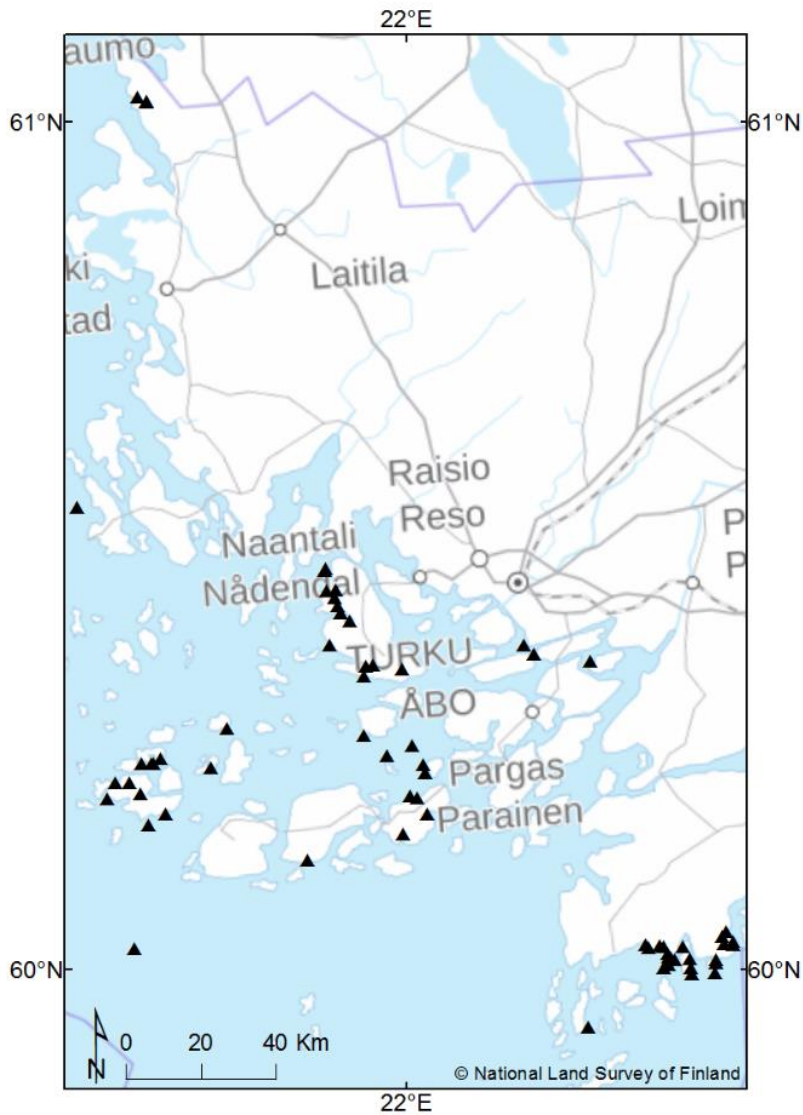 22°E
aumo
61°N
61°N
Loim
ki
Laitila
tad
Raisio
Reso
P
Naantali
P
Nådendal
TURKU
ÅBO
Pargas
Parainen
60°N
60°N
N
0 20 40 Km
© National Land Survey of Finland
22°E